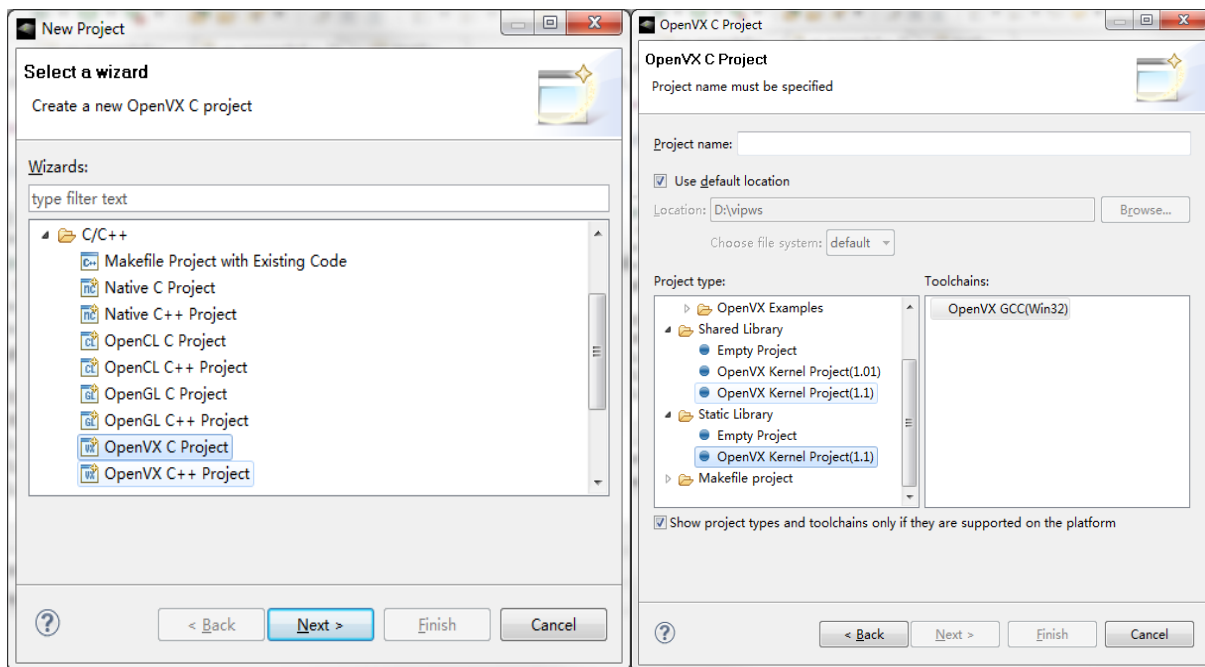 New Project
Select a wizard
Create a new OpenVX C project
Wizards:
type filter text
C/C++
Makefile Project with Existing Code
Native C Project
Native C++ Project
OpenCL C Project
OpenCL C++ Project
OpenGL C Project
OpenGL C++ Project
OpenVX C Project
OpenVX C++ Project
< Back
Next >
Finish
Cancel
OpenVX C Project
OpenVX C Project
Project name must be specified
Project name:
Use default location
Location: D:\vipws
Browse...
Choose file system: default
Project type:
Toolchains:
OpenVX Examples
Shared Library
Empty Project
OpenVX Kernel Project(1.01)
OpenVX Kernel Project(1.1)
Static Library
Empty Project
OpenVX Kernel Project(1.1)
Makefile project
OpenVX GCC(Win32)
Show project types and toolchains only if they are supported on the platform
< Back
Next >
Finish
Cancel